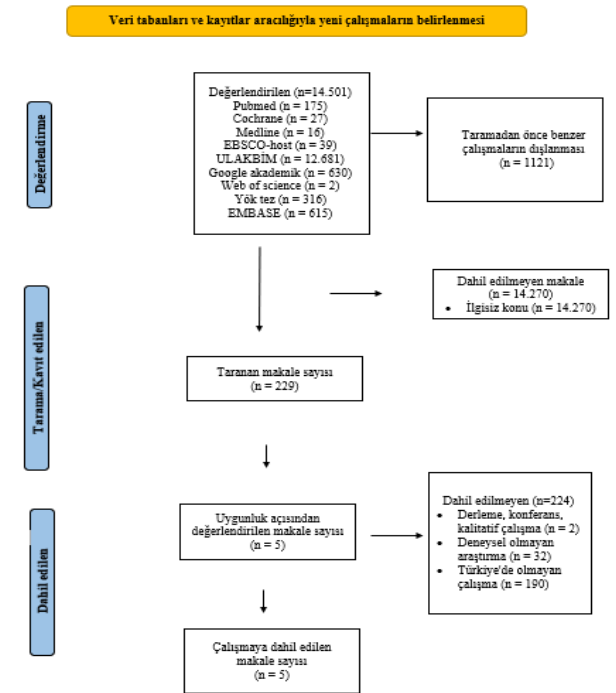 Veri tabanları ve kayıtlar aracılığıyla yeni çalışmaların belirlenmesi
Değerlendirme
Değerlendirilen (n=14.501)
Pubmed (n = 175)
Cochrane (n = 27)
Medline (n = 16)
EBSCO-host (n = 39)
ULAKBİM (n = 12.681)
Google akademik (n = 630)
Web of science (n = 2)
Yök tez (n = 316)
EMBASE (n = 615)
Taramadan önce benzer
çalışmaların dışlanması
(n = 1121)
Tarama/Kayıt edilen
Dahil edilmeyen makale
(n = 14.270)
• İlgisiz konu (n = 14.270)
Taranan makale sayısı
(n = 229)
Dahil edilen
Uygunluk açısından
değerlendirilen makale sayısı
(n = 5)
Dahil edilmeyen (n=224)
• Derleme, konferans,
kalitatif çalışma (n = 2)
• Deneysel olmayan
araştırma (n = 32)
• Türkiye'de olmayan
çalışma (n = 190)
Çalışmaya dahil edilen
makale sayısı
(n = 5)